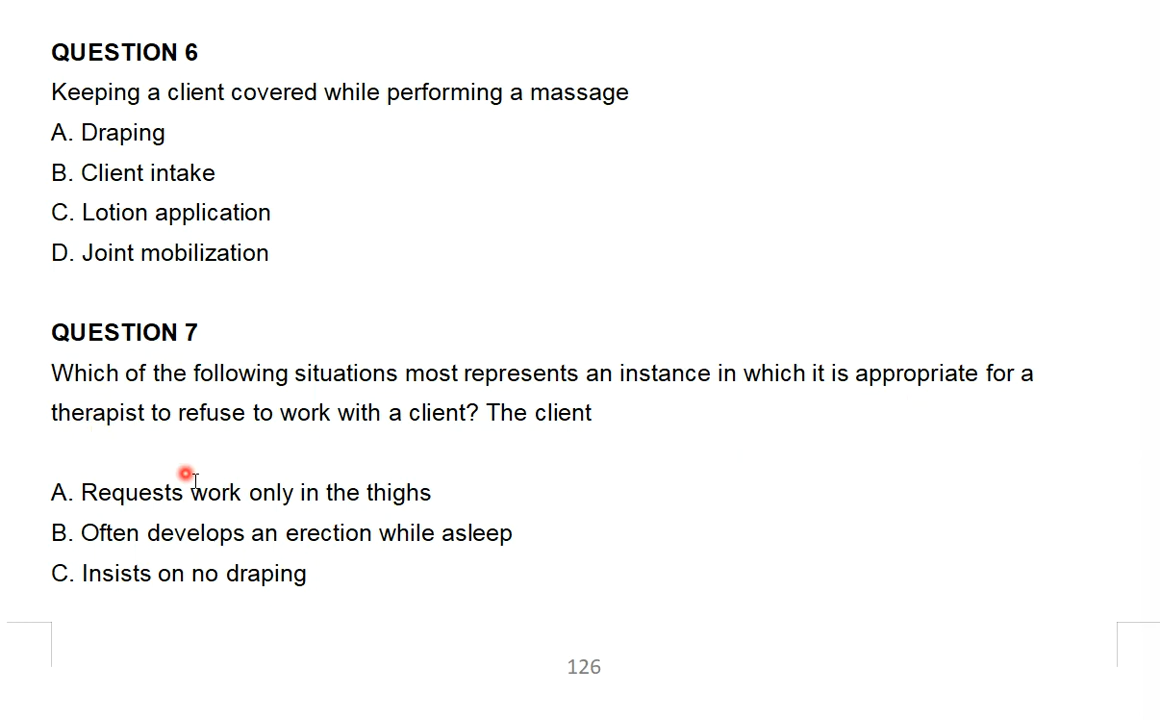 QUESTION 6
Keeping a client covered while performing a massage
A. Draping
B. Client intake
C. Lotion application
D. Joint mobilization
QUESTION 7
Which of the following situations most represents an instance in which it is appropriate for a
therapist to refuse to work with a client? The client
A. Requests work only in the thighs
B. Often develops an erection while asleep
C. Insists on no draping
126